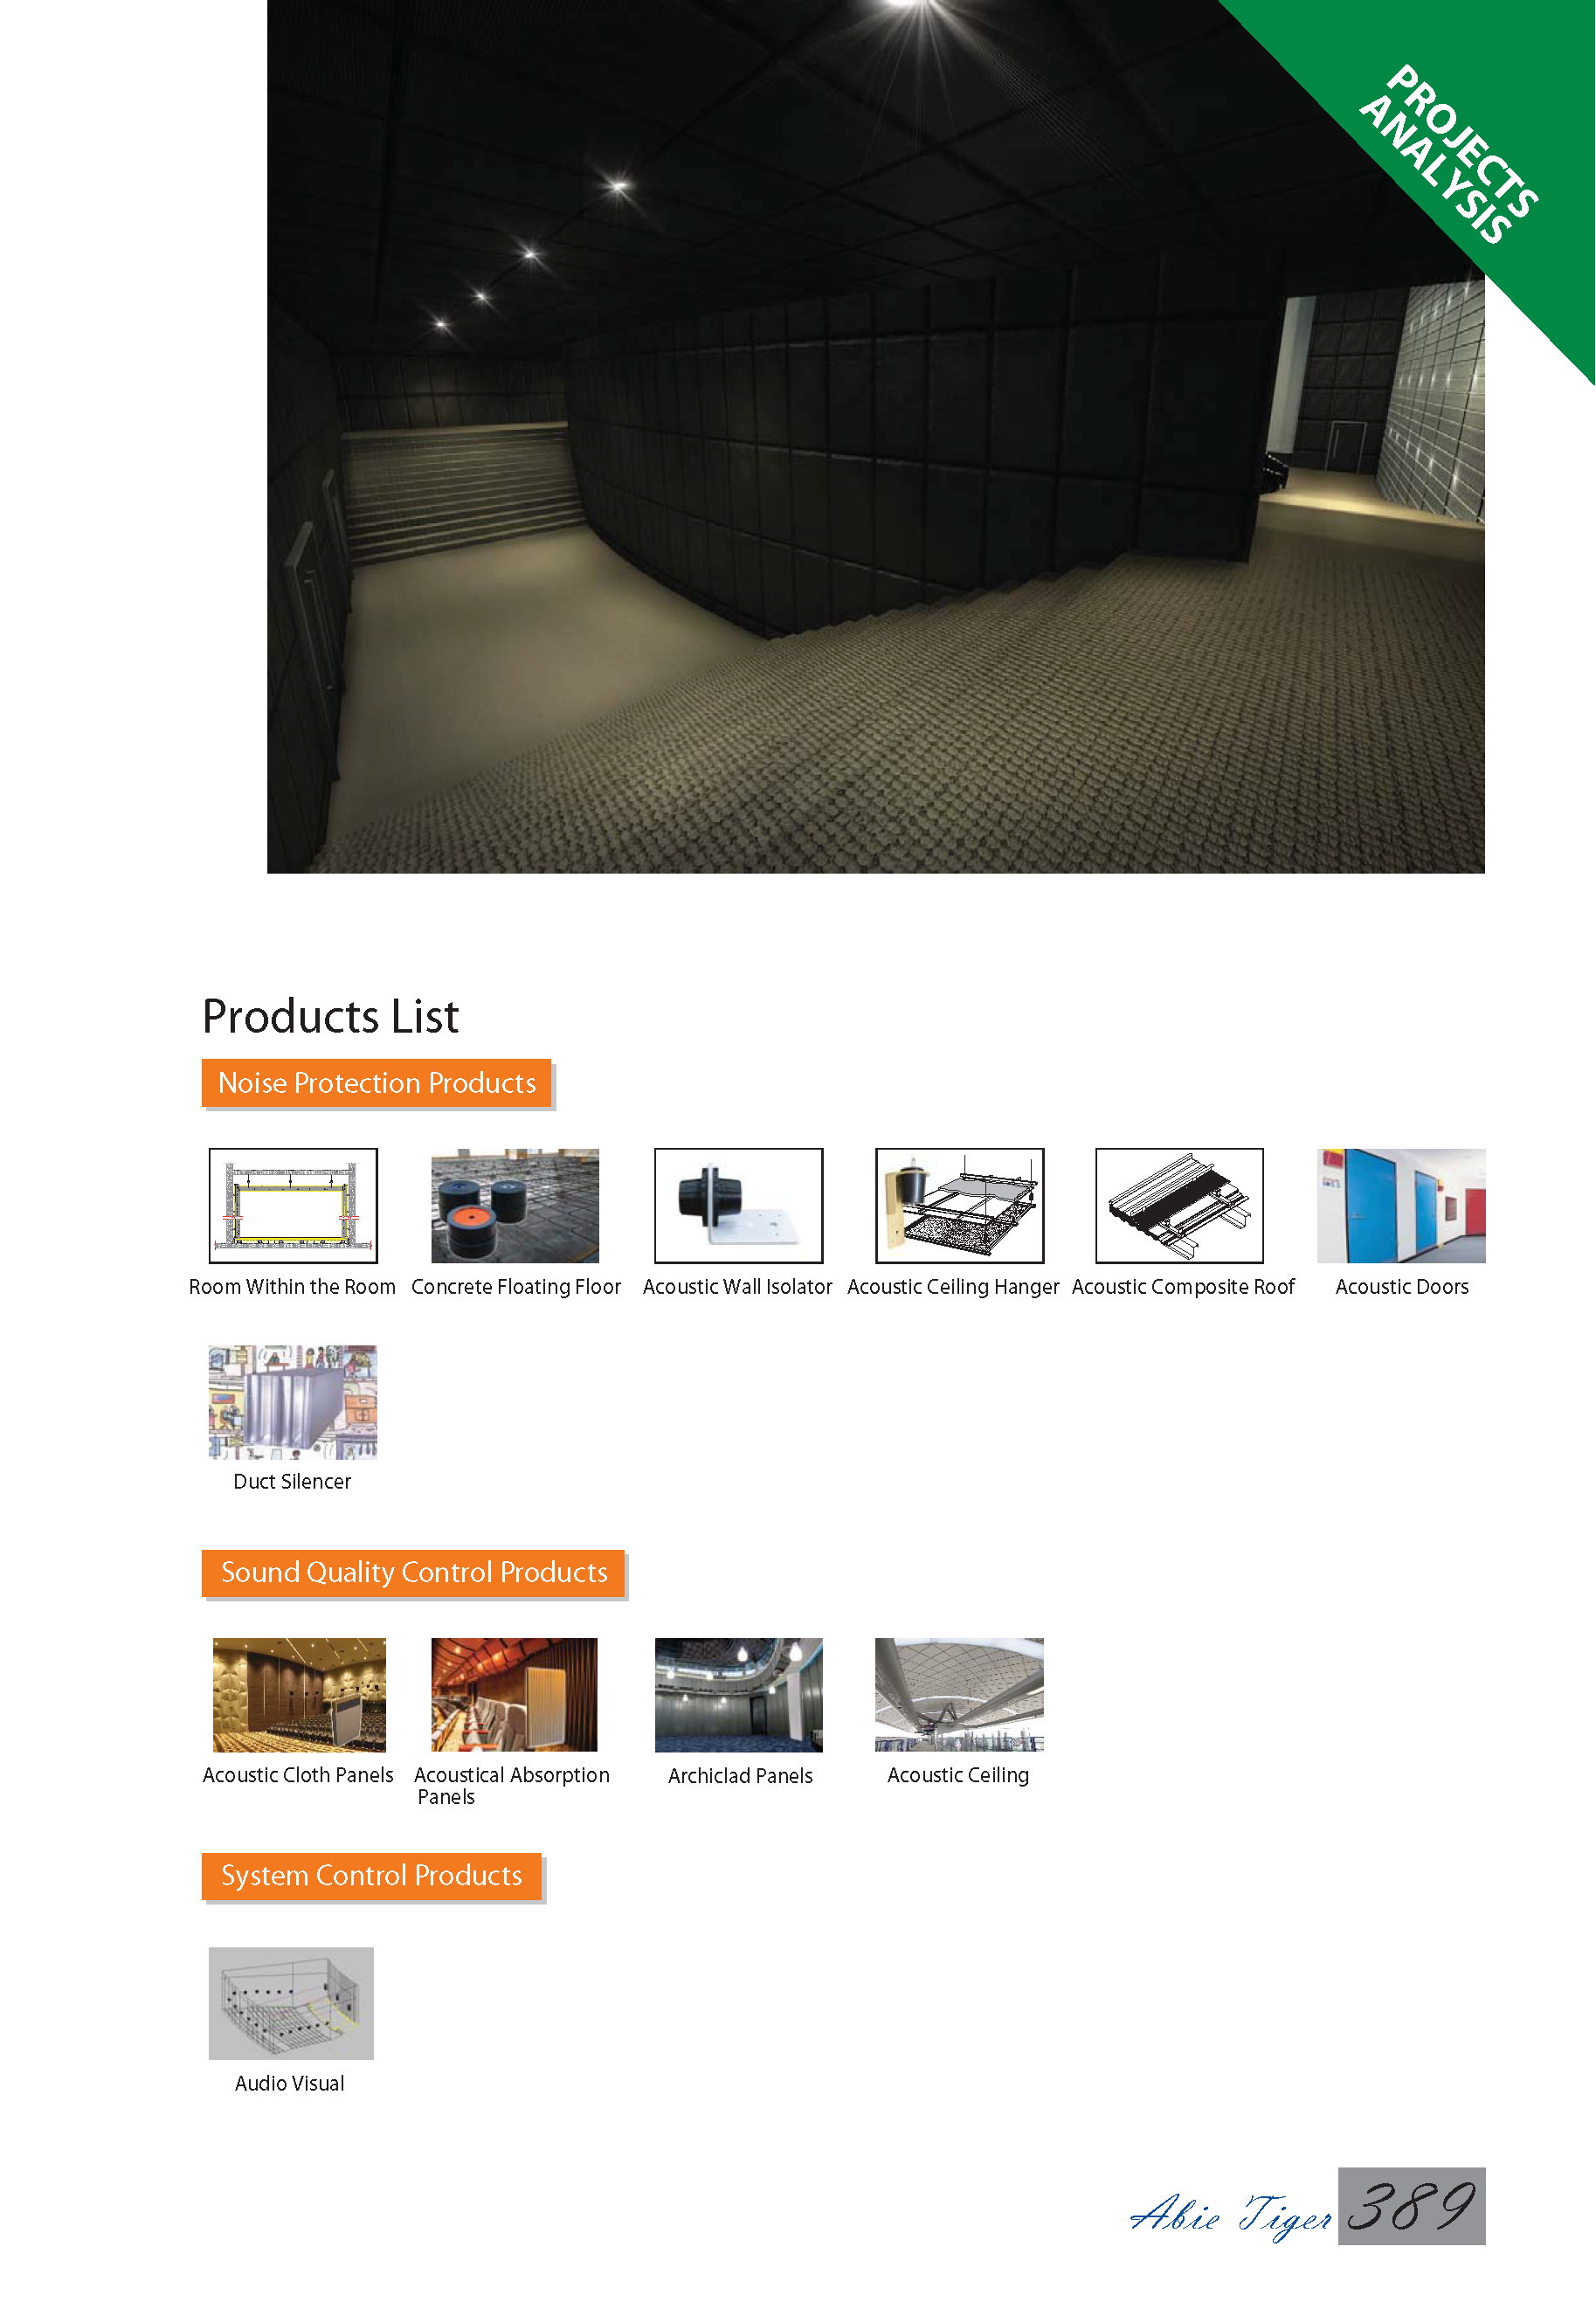 PROJECTS
ANALYSIS
Products List
Noise Protection Products
Room Within the Room
Concrete Floating Floor
Acoustic Wall Isolator
Acoustic Ceiling Hanger
Acoustic Composite Roof
Acoustic Doors
Duct Silencer
Sound Quality Control Products
Acoustic Cloth Panels
Acoustical Absorption
Panels
Archiclad Panels
Acoustic Ceiling
System Control Products
Audio Visual
Abie Tiger 389